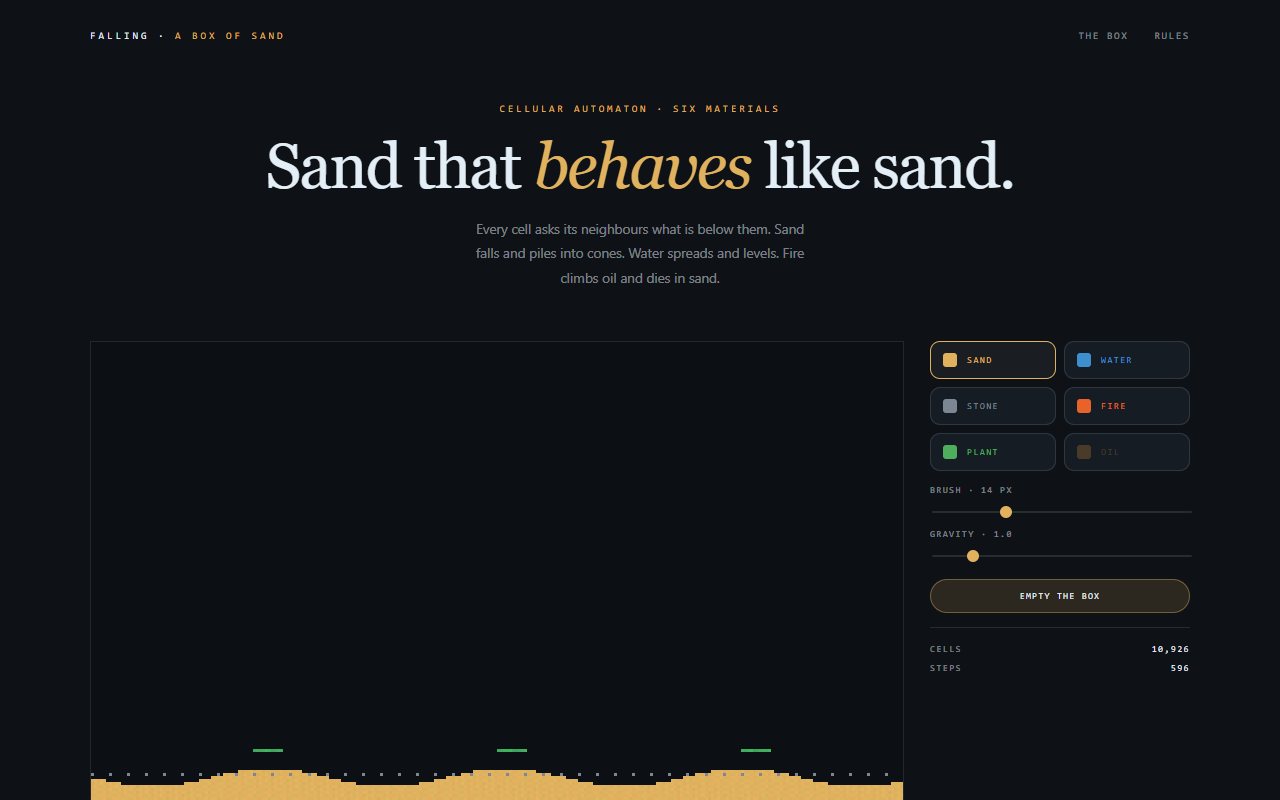 FALLING · A BOX OF SAND
THE BOX RULES
CELLULAR AUTOMATON · SIX MATERIALS
Sand that behaves like sand.
Every cell asks its neighbours what is below them. Sand
falls and piles into cones. Water spreads and levels. Fire
climbs oil and dies in sand.
SAND WATER
STONE FIRE
PLANT OIL
BRUSH · 14 PX
GRAVITY · 1.0
EMPTY THE BOX
CELLS 10,926
STEPS 596